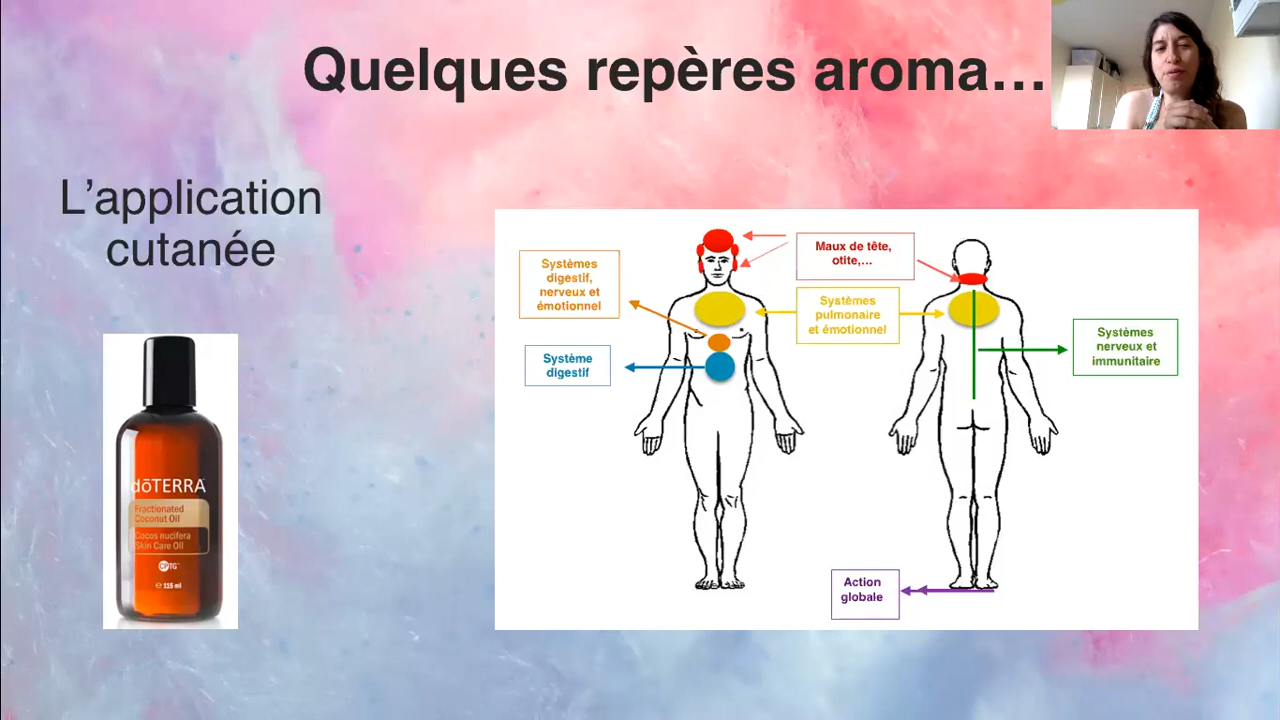 Quelques repères aroma…
L’application
cutanée
dōTERRA
Fractionated
Coconut Oil
Cocos nucifera
Skin Care Oil
CPTG
e 115 ml
Systèmes
digestif,
nerveux et
émotionnel
Système
digestif
Maux de tête,
otite,...
Systèmes
pulmonaire
et émotionnel
Systèmes
nerveux et
immunitaire
Action
globale